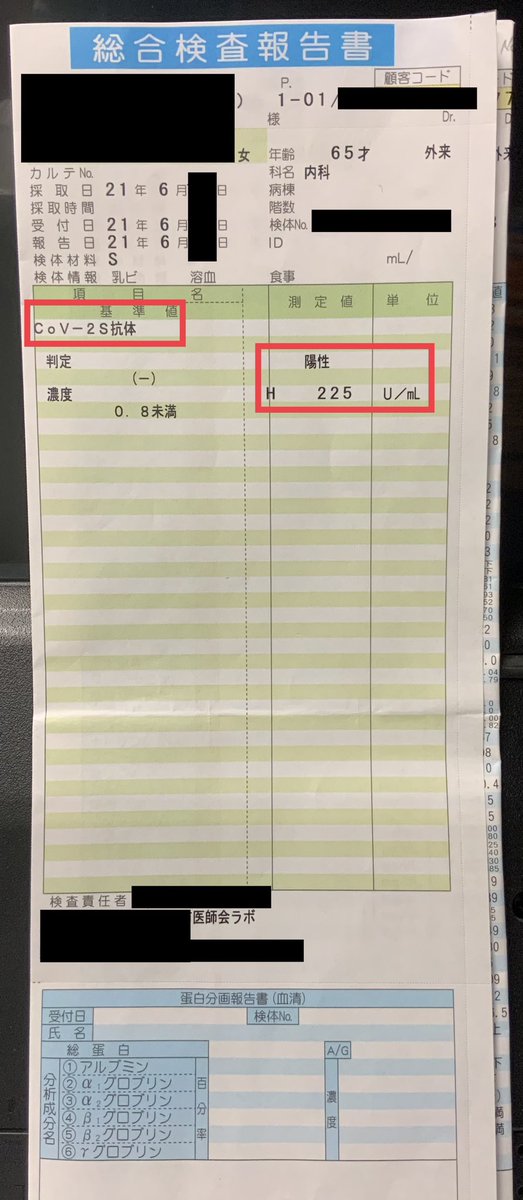 総合検査報告書
P.
顧客コード
) 1-01/
様
Dr.
女 年齢 65才 外来
カルテNo.
科名 内科
採取日 21年 6月 日
病棟
採取時間
階数
受付日 21年 6月 日
検体No.
報告日 21年 6月 日
ID
検体材料 S
mL/
検体情報 乳ビ 溶血 食事
項目名
測定値
単位
基準値
CoV-2S抗体
判定 陽性
(-)
濃度 H 225 U/mL
0.8未満
検査責任者
医師会ラボ
蛋白分画報告書(血清)
受付日
検体No.
氏名
総蛋白
A/G
分析成分名
①アルブミン
②α₁グロブリン
③α₂グロブリン
④β₁グロブリン
⑤β₂グロブリン
⑥γグロブリン
百分率
濃度